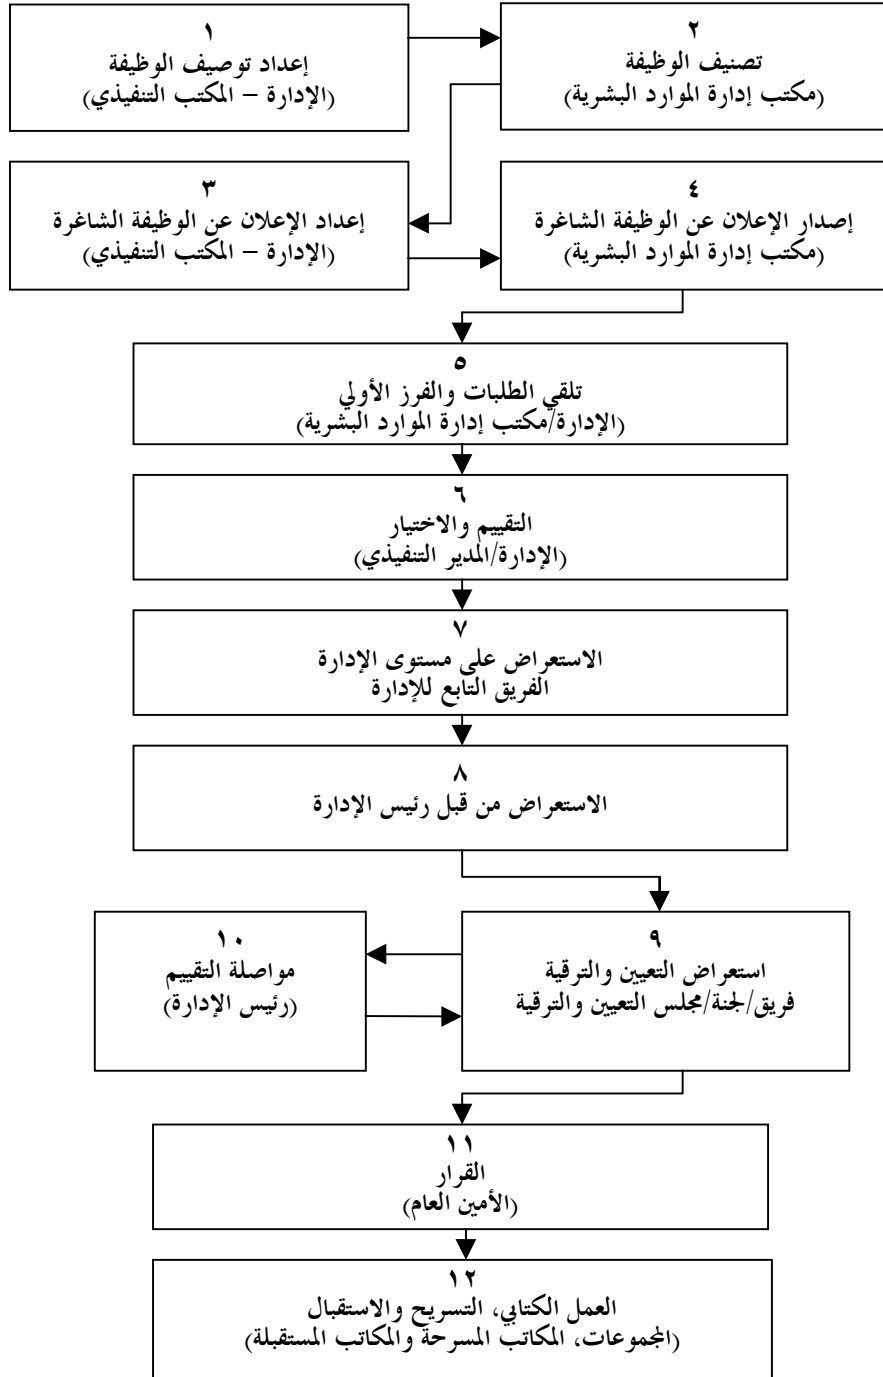 ١
إعداد توصيف الوظيفة
(الإدارة – المكتب التنفيذي)
٢
تصنيف الوظيفة
(مكتب إدارة الموارد البشرية)
٣
إعداد الإعلان عن الوظيفة الشاغرة
(الإدارة – المكتب التنفيذي)
٤
إصدار الإعلان عن الوظيفة الشاغرة
(مكتب إدارة الموارد البشرية)
٥
تلقي الطلبات والفرز الأولي
(الإدارة/مكتب إدارة الموارد البشرية)
٦
التقييم والاختيار
(الإدارة/المدير التنفيذي)
٧
الاستعراض على مستوى الإدارة
الفريق التابع للإدارة
٨
الاستعراض من قبل رئيس الإدارة
٩
استعراض التعيين والترقية
فريق/لجنة/مجلس التعيين والترقية
١٠
مواصلة التقييم
(رئيس الإدارة)
١١
القرار
(الأمين العام)
١٢
العمل الكتابي، التسريح والاستقبال
(المجموعات، المكاتب المسرحة والمكاتب المستقبلة)